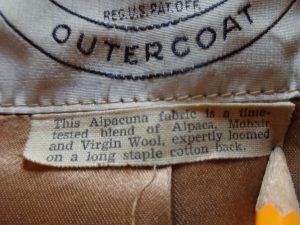 REG. U.S. PAT. OFF.
OUTERCOAT
This Alpacuna fabric is a time-
tested blend of Alpaca, Mohair
and Virgin Wool, expertly loomed
on a long staple cotton back.